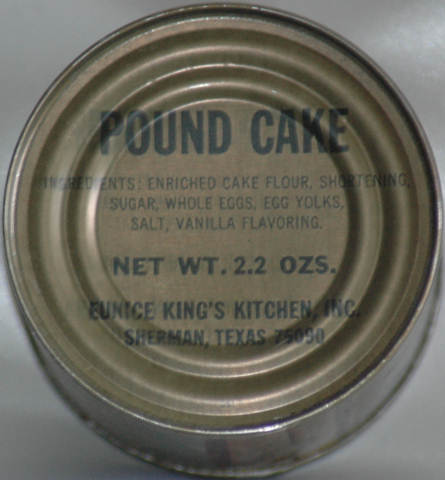 POUND CAKE
INGREDIENTS: ENRICHED CAKE FLOUR, SHORTENING,
SUGAR, WHOLE EGGS, EGG YOLKS,
SALT, VANILLA FLAVORING.
NET WT. 2.2 OZS.
EUNICE KING'S KITCHEN, INC.
SHERMAN, TEXAS 75090